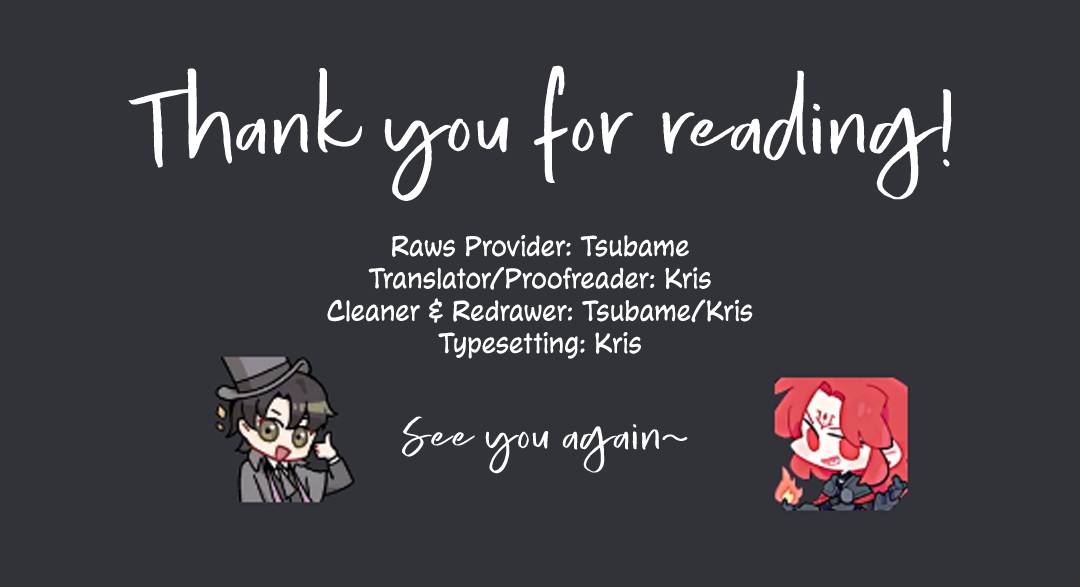 Thank you for reading!
Raws Provider: Tsubame
Translator/Proofreader: Kris
Cleaner & Redrawer: Tsubame/Kris
Typesetting: Kris
See you again~